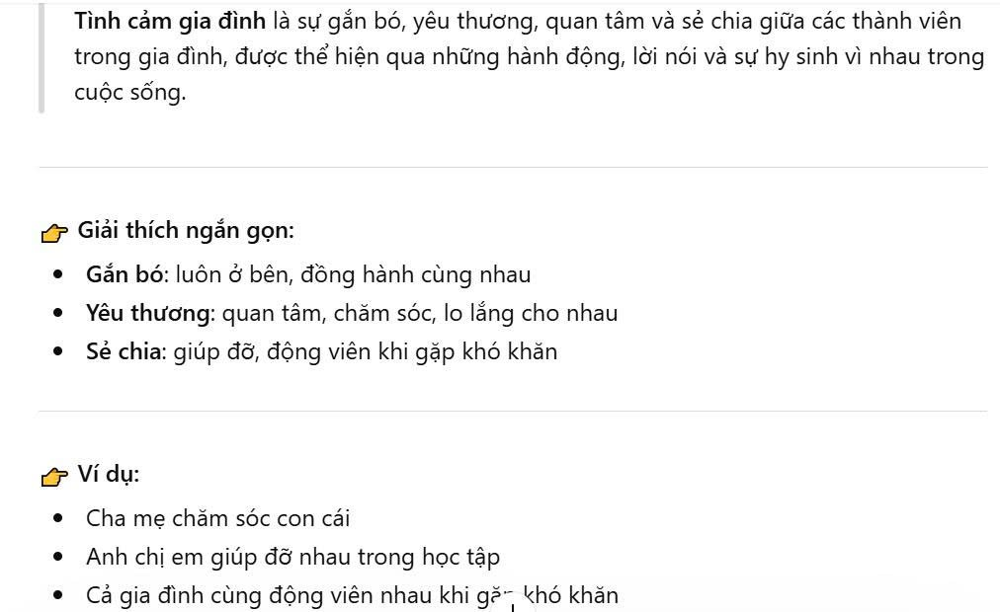 Tình cảm gia đình là sự gắn bó, yêu thương, quan tâm và sẻ chia giữa các thành viên
trong gia đình, được thể hiện qua những hành động, lời nói và sự hy sinh vì nhau trong
cuộc sống.
👉 Giải thích ngắn gọn:
• Gắn bó: luôn ở bên, đồng hành cùng nhau
• Yêu thương: quan tâm, chăm sóc, lo lắng cho nhau
• Sẻ chia: giúp đỡ, động viên khi gặp khó khăn
👉 Ví dụ:
• Cha mẹ chăm sóc con cái
• Anh chị em giúp đỡ nhau trong học tập
• Cả gia đình cùng động viên nhau khi gặp khó khăn